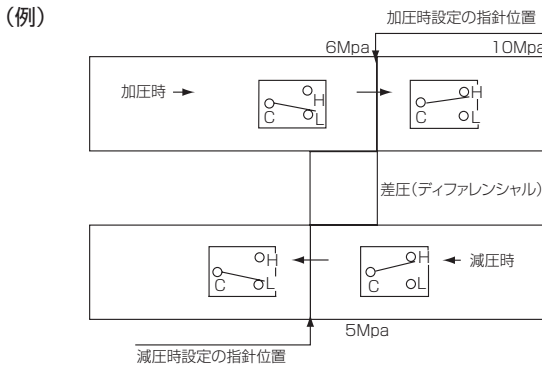 (例)
加圧時設定の指針位置
6Mpa
10Mpa
加圧時
H
C
L
H
C
L
差圧(ディファレンシャル)
H
C
L
H
C
L
減圧時
5Mpa
減圧時設定の指針位置